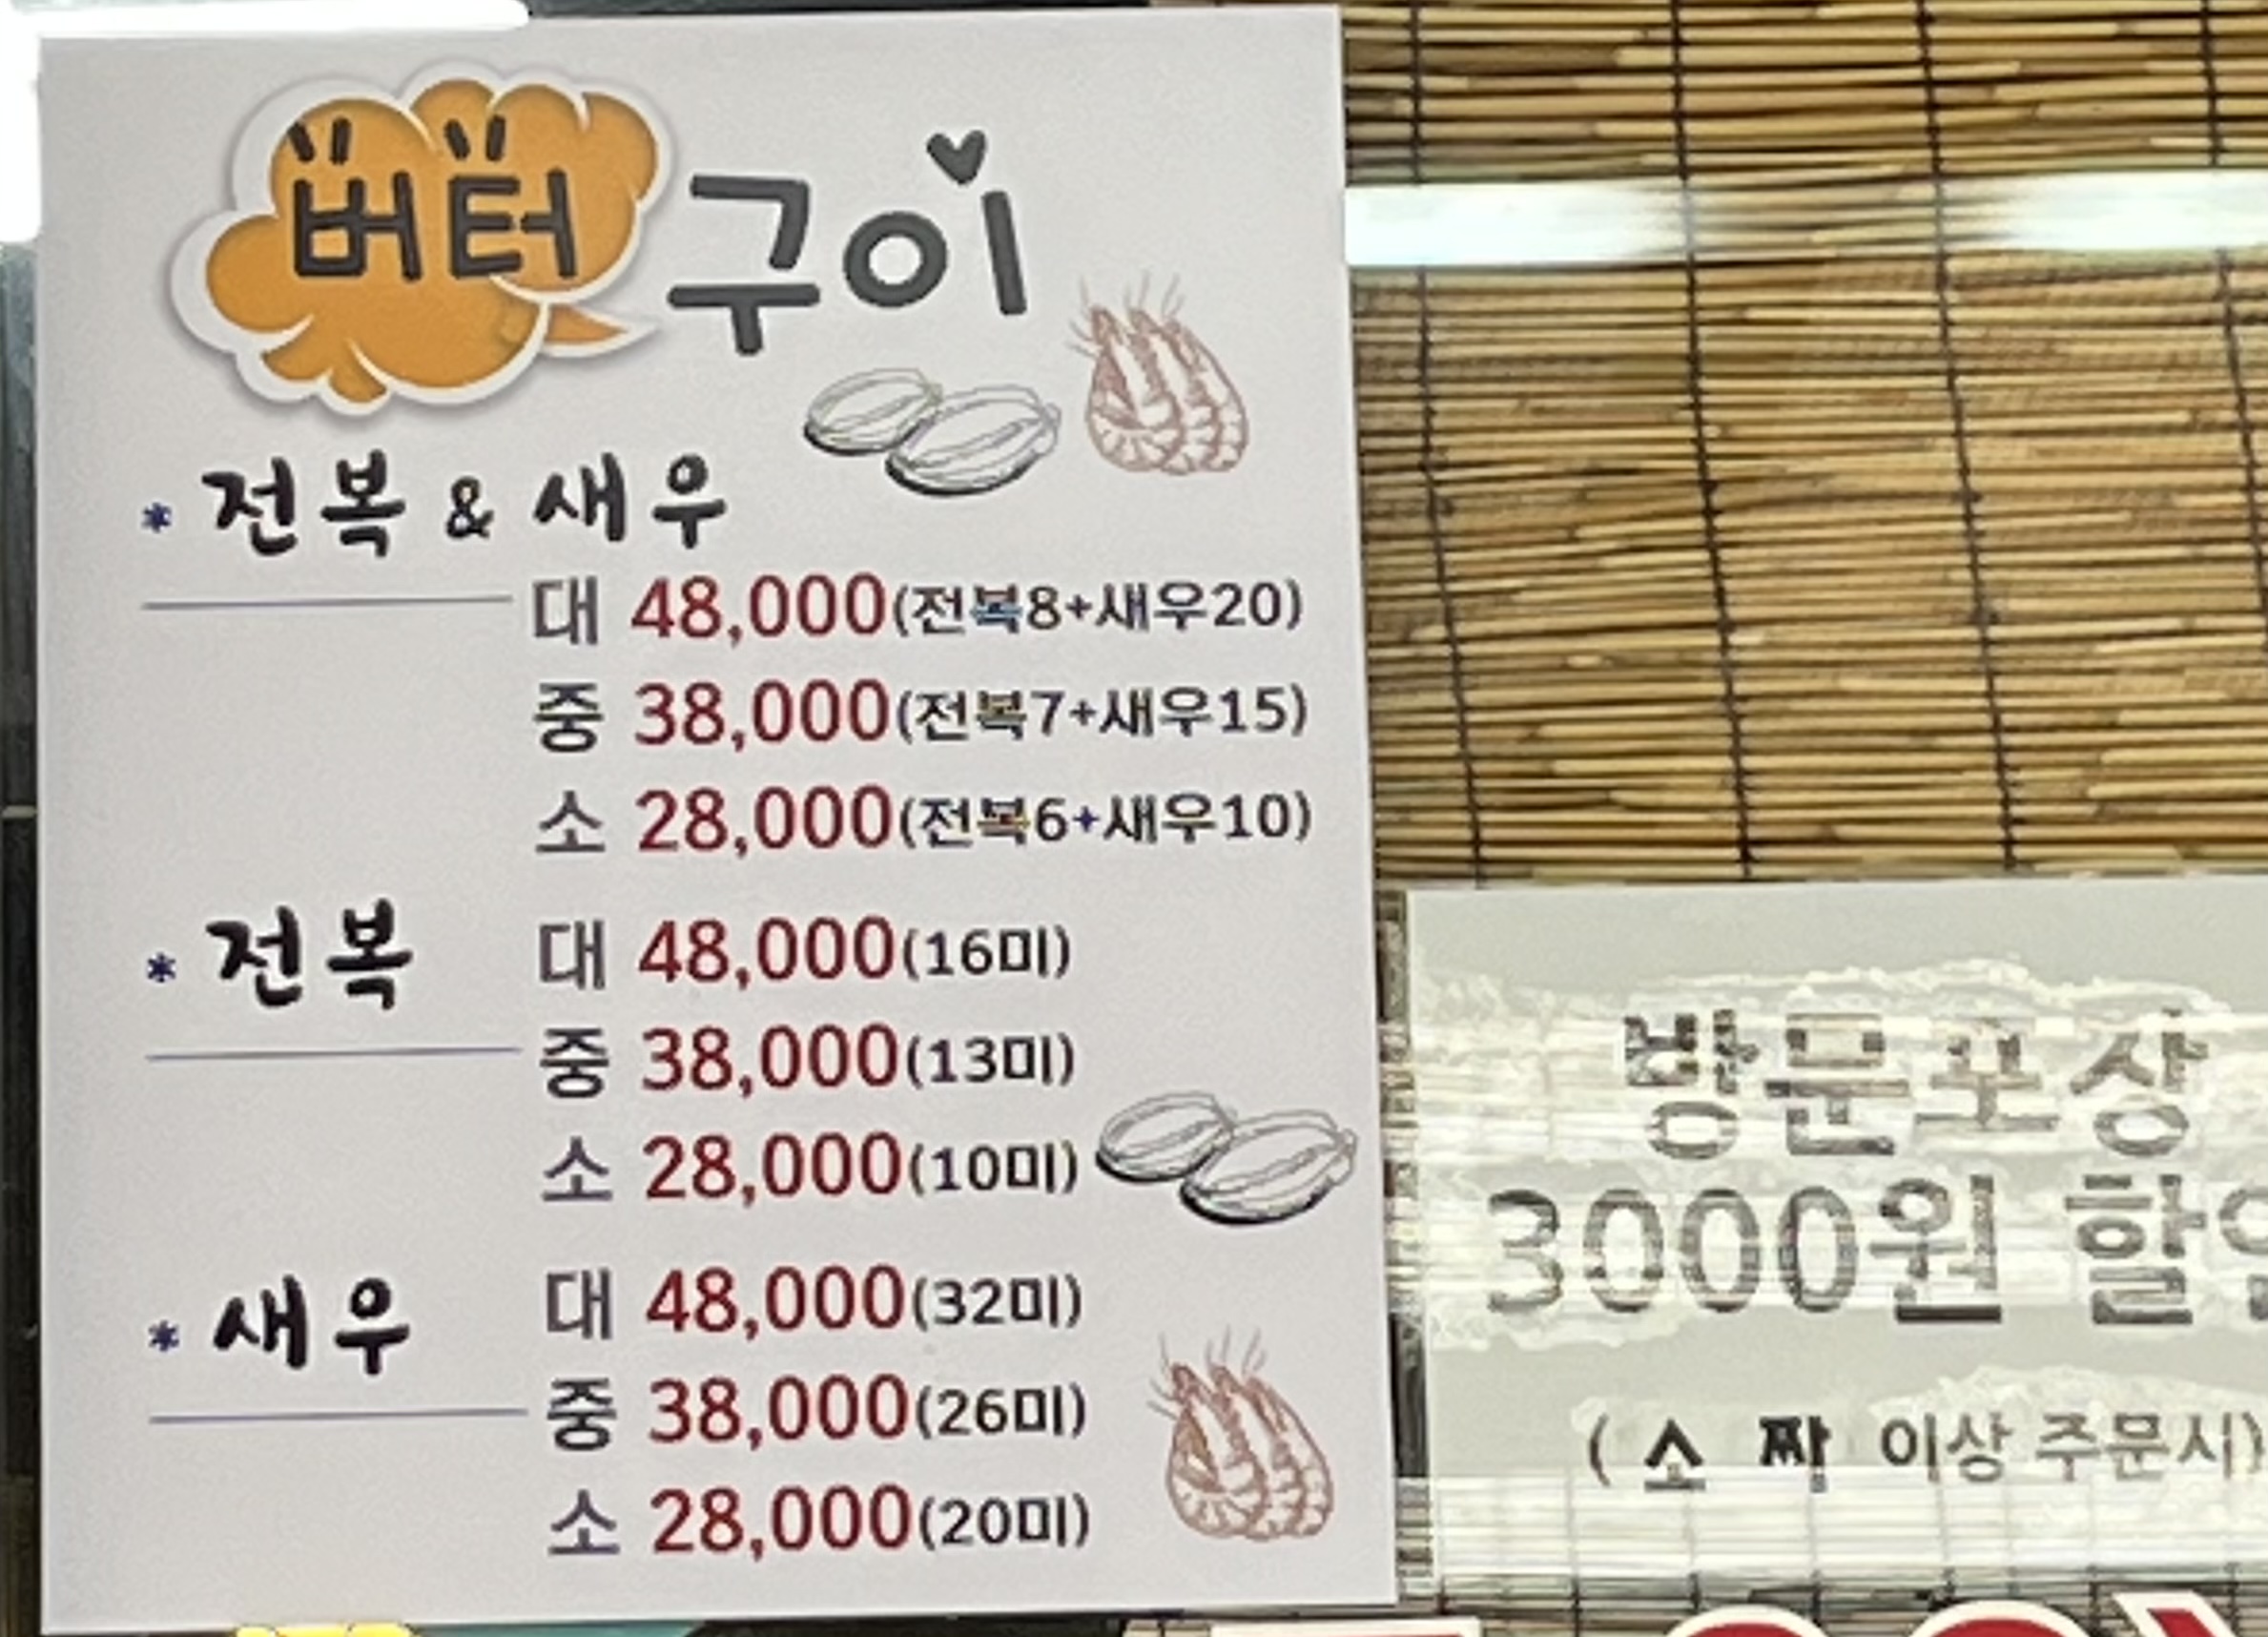 버터구이
* 전복 & 새우
대 48,000(전복8+새우20)
중 38,000(전복7+새우15)
소 28,000(전복6+새우10)
* 전복
대 48,000(16미)
중 38,000(13미)
소 28,000(10미)
* 새우
대 48,000(32미)
중 38,000(26미)
소 28,000(20미)
방문포장
3000원
(소 짜 이상 주문시)